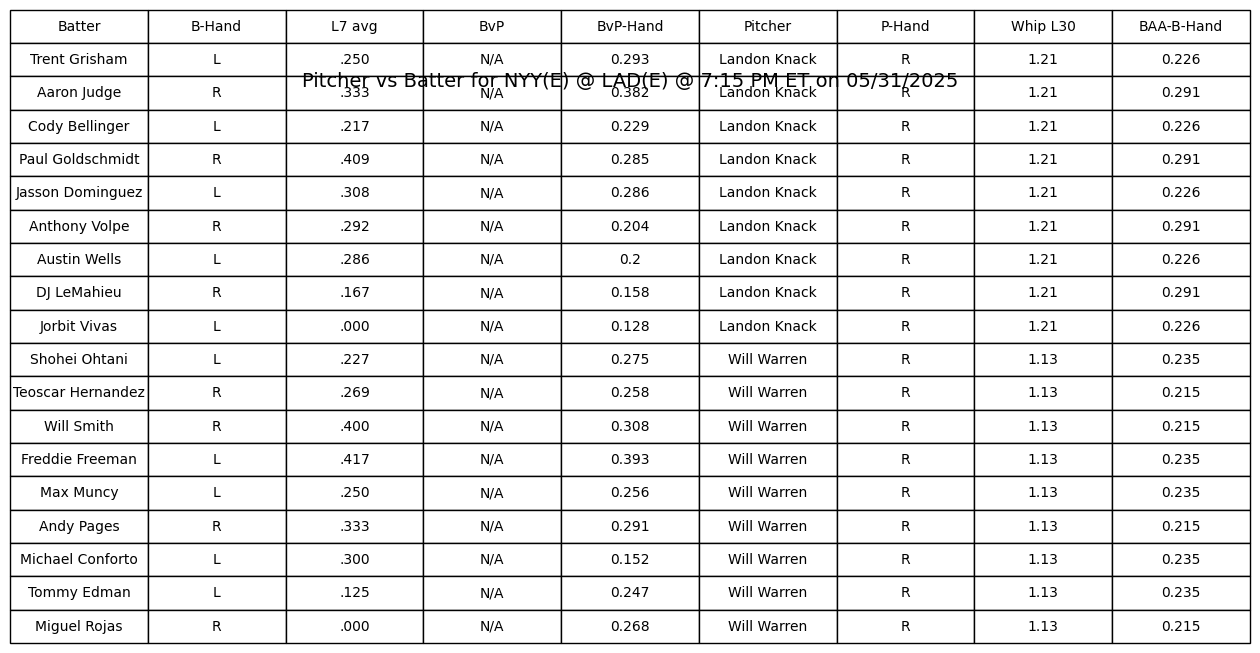 Batter B-Hand L7 avg BvP BvP-Hand Pitcher P-Hand Whip L30 BAA-B-Hand
Trent Grisham L .250 N/A 0.293 Landon Knack R 1.21 0.226
Pitcher vs Batter for NYY(E) @ LAD(E) @ 7:15 PM ET on 05/31/2025
Aaron Judge R .333 N/A 0.382 Landon Knack R 1.21 0.291
Cody Bellinger L .217 N/A 0.229 Landon Knack R 1.21 0.226
Paul Goldschmidt R .409 N/A 0.285 Landon Knack R 1.21 0.291
Jasson Dominguez L .308 N/A 0.286 Landon Knack R 1.21 0.226
Anthony Volpe R .292 N/A 0.204 Landon Knack R 1.21 0.291
Austin Wells L .286 N/A 0.2 Landon Knack R 1.21 0.226
DJ LeMahieu R .167 N/A 0.158 Landon Knack R 1.21 0.291
Jorbit Vivas L .000 N/A 0.128 Landon Knack R 1.21 0.226
Shohei Ohtani L .227 N/A 0.275 Will Warren R 1.13 0.235
Teoscar Hernandez R .269 N/A 0.258 Will Warren R 1.13 0.215
Will Smith R .400 N/A 0.308 Will Warren R 1.13 0.215
Freddie Freeman L .417 N/A 0.393 Will Warren R 1.13 0.235
Max Muncy L .250 N/A 0.256 Will Warren R 1.13 0.235
Andy Pages R .333 N/A 0.291 Will Warren R 1.13 0.215
Michael Conforto L .300 N/A 0.152 Will Warren R 1.13 0.235
Tommy Edman L .125 N/A 0.247 Will Warren R 1.13 0.235
Miguel Rojas R .000 N/A 0.268 Will Warren R 1.13 0.215